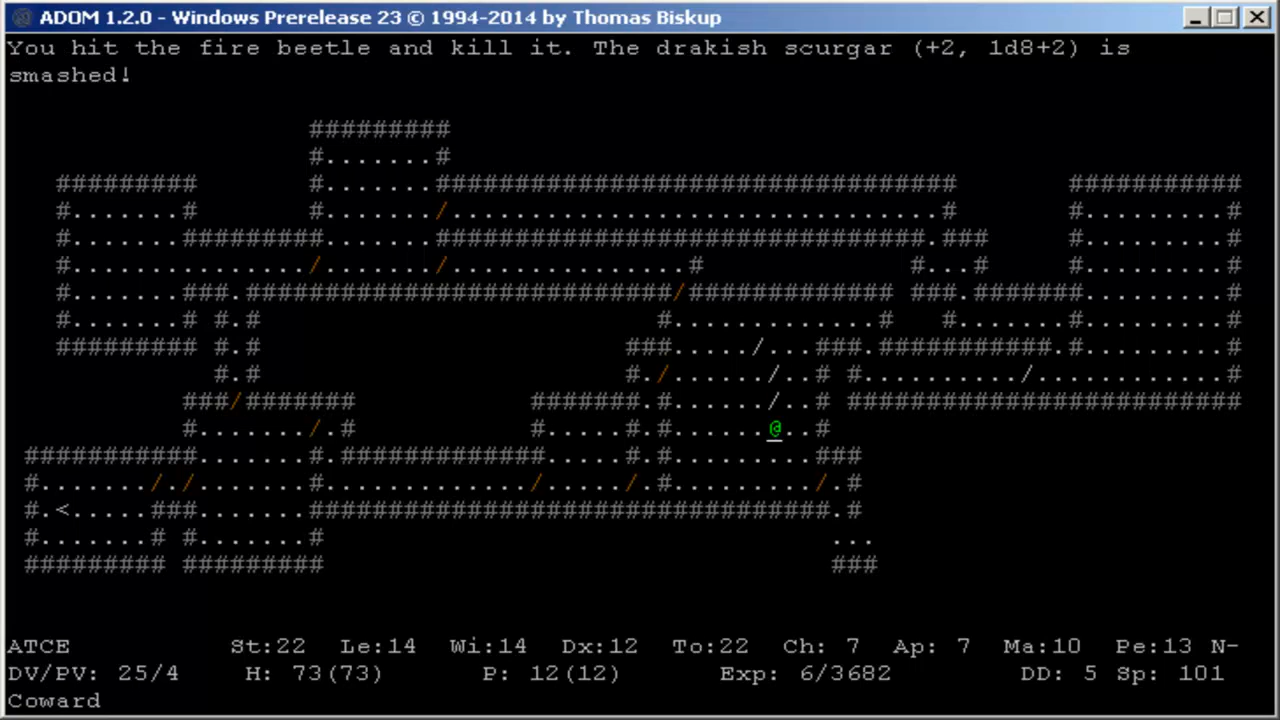 You hit the fire beetle and kill it. The drakish scurgar (+2, 1d8+2) is
smashed!
                    #########
                    #.......#
    #########       #.......#################################       ###########
    #.......#       #......./...............................#       #.........#
    #.......#########.......###############################.###     #.........#
    #.............../......./...............#             #...#     #.........#
    #.......###.###########################/############# ###.#######.........#
    #.......# #.#                         #.............#   #.......#.........#
    ######### #.#                       ###...../...###.###########.#.........#
              #.#                       #./....../..# #........../............#
            ###/#######           #######.#....../..# #########################
            #......./.#           #.....#.#......@..#
  ###########.......#.#############.....#.#.........###
  #......././.......#............./...../.#........./.#
  #.<.....###.......#################################.#
  #.......# #.......#                                ...
  ######### #########                                ###
ATCE          St:22  Le:14  Wi:14  Dx:12  To:22  Ch: 7  Ap: 7  Ma:10  Pe:13 N-
DV/PV: 25/4    H: 73(73)      P: 12(12)      Exp: 6/3682        DD: 5 Sp: 101
Coward
ADOM 1.2.0 - Windows Prerelease 23 © 1994-2014 by Thomas Biskup